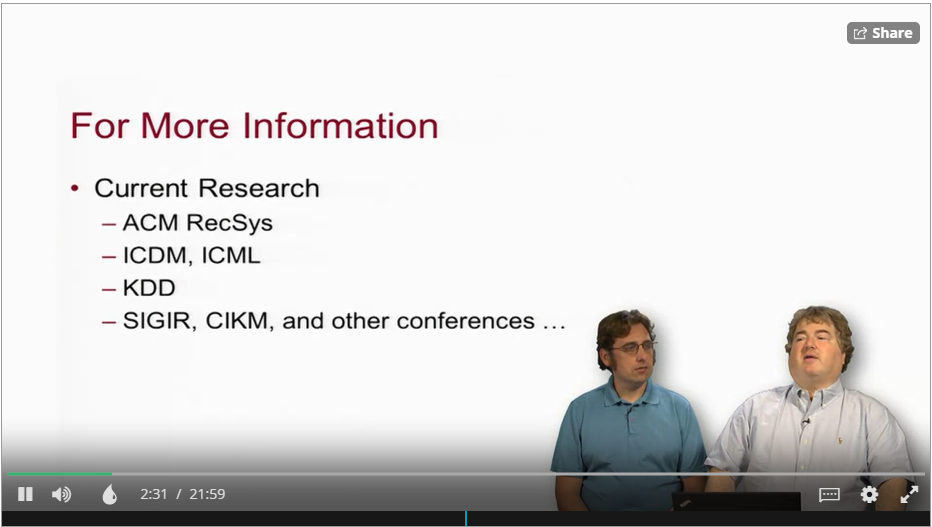 Share
For More Information
• Current Research
– ACM RecSys
– ICDM, ICML
– KDD
– SIGIR, CIKM, and other conferences …
2:31 / 21:59